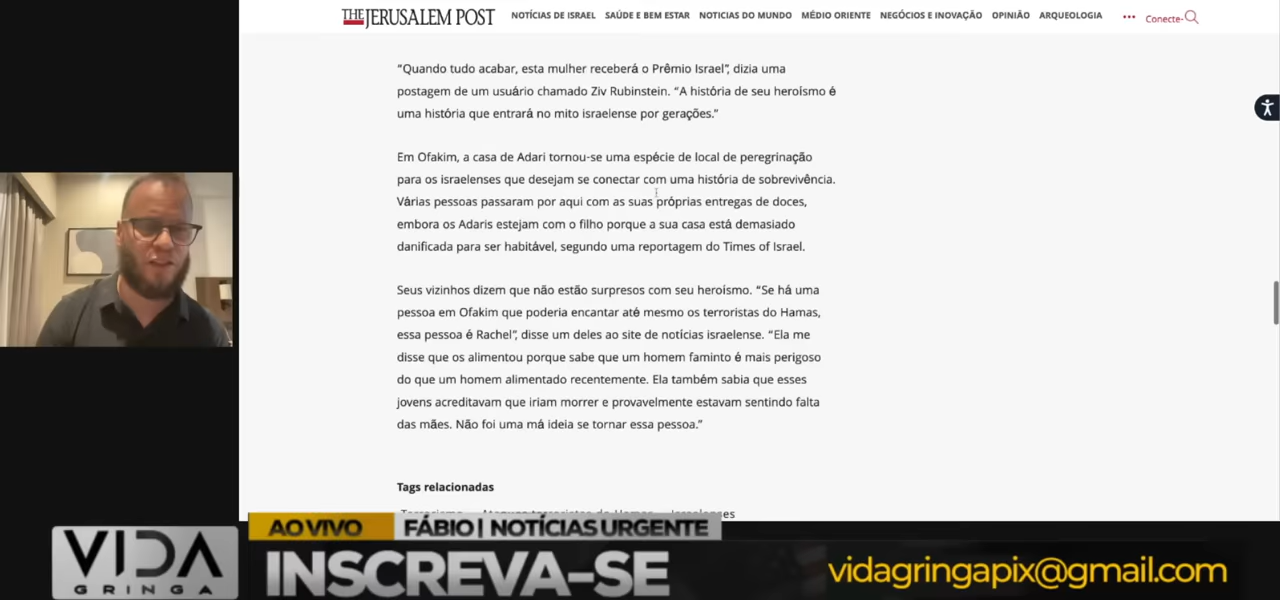 THE JERUSALEM POST
NOTÍCIAS DE ISRAEL SAÚDE E BEM ESTAR NOTICIAS DO MUNDO MÉDIO ORIENTE NEGÓCIOS E INOVAÇÃO OPINIÃO ARQUEOLOGIA ••• Conecte-
“Quando tudo acabar, esta mulher receberá o Prêmio Israel”, dizia uma
postagem de um usuário chamado Ziv Rubinstein. “A história de seu heroísmo é
uma história que entrará no mito israelense por gerações.”
Em Ofakim, a casa de Adari tornou-se uma espécie de local de peregrinação
para os israelenses que desejam se conectar com uma história de sobrevivência.
Várias pessoas passaram por aqui com as suas próprias entregas de doces,
embora os Adaris estejam com o filho porque a sua casa está demasiado
danificada para ser habitável, segundo uma reportagem do Times of Israel.
Seus vizinhos dizem que não estão surpresos com seu heroísmo. “Se há uma
pessoa em Ofakim que poderia encantar até mesmo os terroristas do Hamas,
essa pessoa é Rachel”, disse um deles ao site de notícias israelense. “Ela me
disse que os alimentou porque sabe que um homem faminto é mais perigoso
do que um homem alimentado recentemente. Ela também sabia que esses
jovens acreditavam que iriam morrer e provavelmente estavam sentindo falta
das mães. Não foi uma má ideia se tornar essa pessoa.”
Tags relacionadas
AO VIVO FÁBIO | NOTÍCIAS URGENTE
VIDA
GRINGA
INSCREVA-SE
vidagringapix@gmail.com